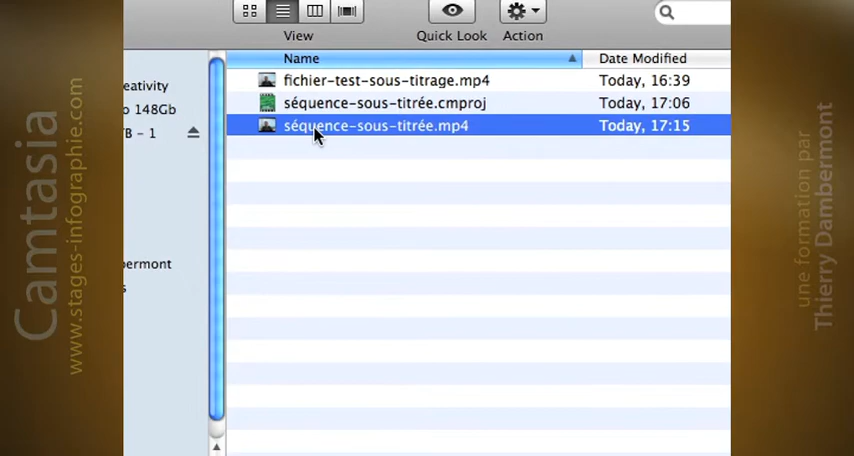 Camtasia
www.stages-infographie.com
View
Quick Look
Action
Name
Date Modified
eativity
o 148Gb
B - 1
bermont
s
fichier-test-sous-titrage.mp4
Today, 16:39
séquence-sous-titrée.cmproj
Today, 17:06
séquence-sous-titrée.mp4
Today, 17:15
une formation par
Thierry Dambermont